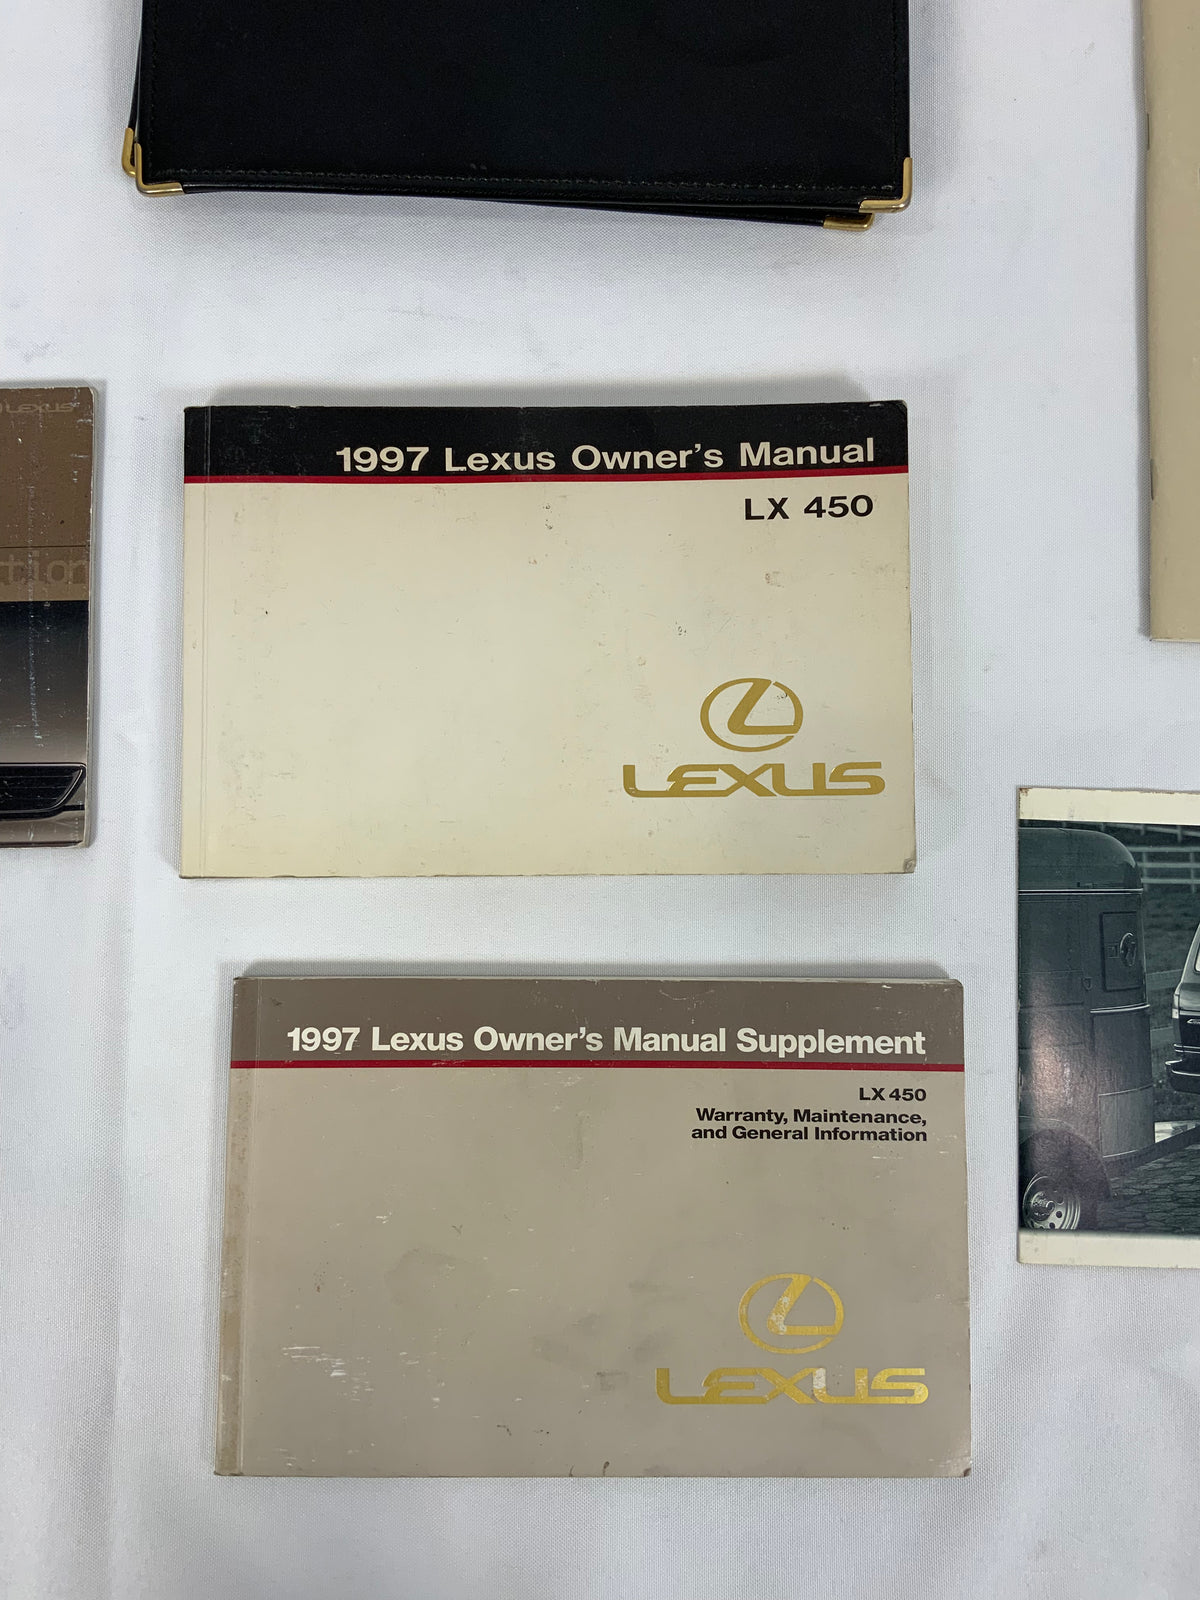 1997 Lexus Owner's Manual
LX 450
LEXUS
tion
1997 Lexus Owner's Manual Supplement
LX 450
Warranty, Maintenance,
and General Information
LEXUS